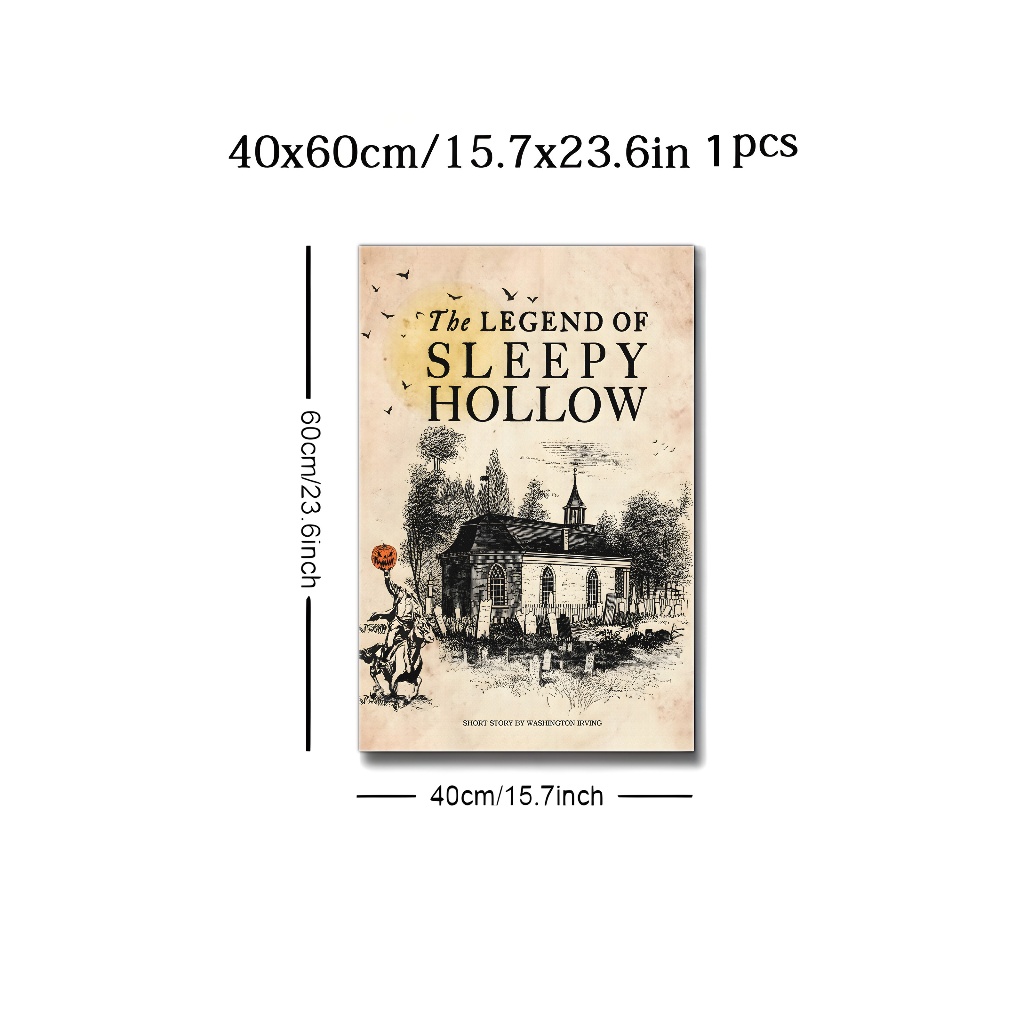 40x60cm/15.7x23.6in 1pcs
The LEGEND OF
SLEEPY
HOLLOW
60cm/23.6inch
SHORT STORY BY WASHINGTON IRVING
40cm/15.7inch